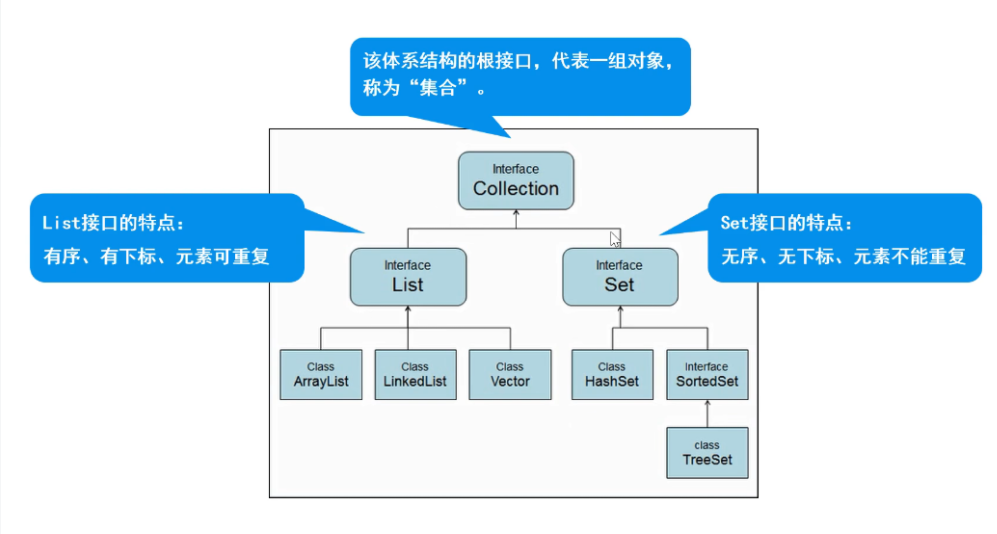 该体系结构的根接口，代表一组对象，
称为“集合”。
Interface
Collection
List接口的特点：
有序、有下标、元素可重复
Set接口的特点：
无序、无下标、元素不能重复
Interface
List
Interface
Set
Class
ArrayList
Class
LinkedList
Class
Vector
Class
HashSet
Interface
SortedSet
class
TreeSet